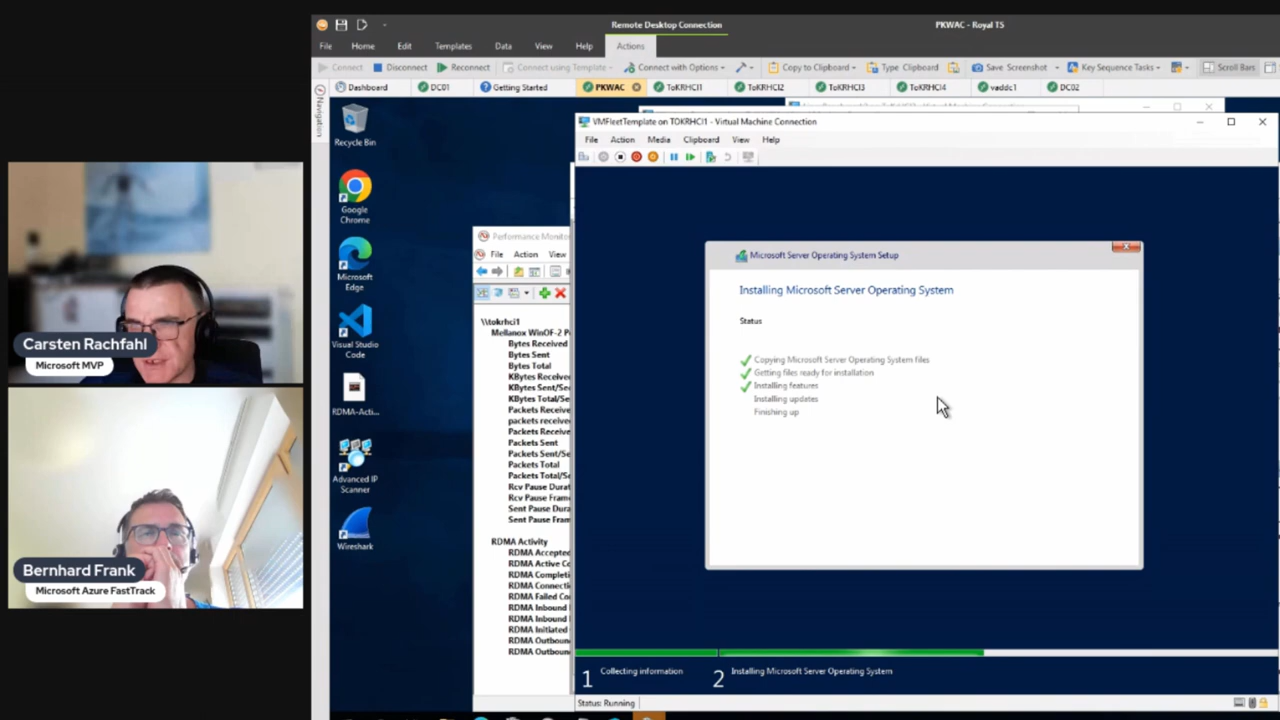 Remote Desktop Connection
PKWAC - Royal TS
File Home Edit Templates Data View Help Actions
Connect Disconnect Reconnect Connect using Template Connect with Options Copy to Clipboard Type Clipboard Save Screenshot Key Sequence Tasks Scroll Bars
Navigation
Dashboard DC01 Getting Started PKWAC ToKRHCI1 ToKRHCI2 ToKRHCI3 ToKRHCI4 vaddc1 DC02
Recycle Bin
Google
Chrome
Microsoft
Edge
Visual Studio
Code
RDMA-Acti...
Advanced IP
Scanner
Wireshark
Performance Monito
File Action View
\\tokrhci1
Mellanox WinOF-2 P
Bytes Received
Bytes Sent
Bytes Total
KBytes Received
KBytes Sent/Se
KBytes Total/Se
Packets Receive
packets receive
Packets Receive
Packets Sent
Packets Sent/Se
Packets Total
Packets Total/Se
Rcv Pause Durat
Rcv Pause Fram
Sent Pause Dura
Sent Pause Fram
RDMA Activity
RDMA Accepted
RDMA Active Co
RDMA Completi
RDMA Connecti
RDMA Failed Co
RDMA Inbound
RDMA Inbound
RDMA Initiated
RDMA Outboun
RDMA Outboun
VMFleetTemplate on TOKRHCI1 - Virtual Machine Connection
File Action Media Clipboard View Help
Microsoft Server Operating System Setup
Installing Microsoft Server Operating System
Status
Copying Microsoft Server Operating System files
Getting files ready for installation
Installing features
Installing updates
Finishing up
1 Collecting information
2 Installing Microsoft Server Operating System
Status: Running
Carsten Rachfahl
Microsoft MVP
Bernhard Frank
Microsoft Azure FastTrack